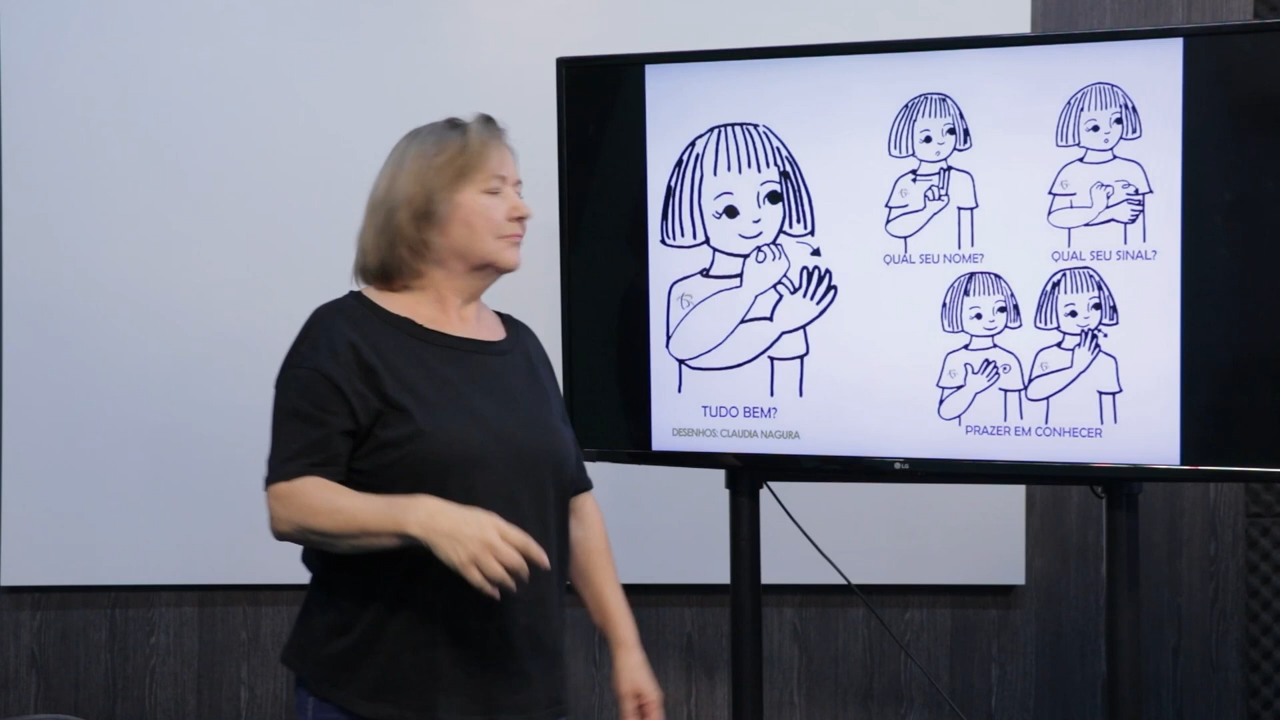 TUDO BEM?
DESENHOS: CLAUDIA NAGURA
QUAL SEU NOME?
QUAL SEU SINAL?
PRAZER EM CONHECER
LG